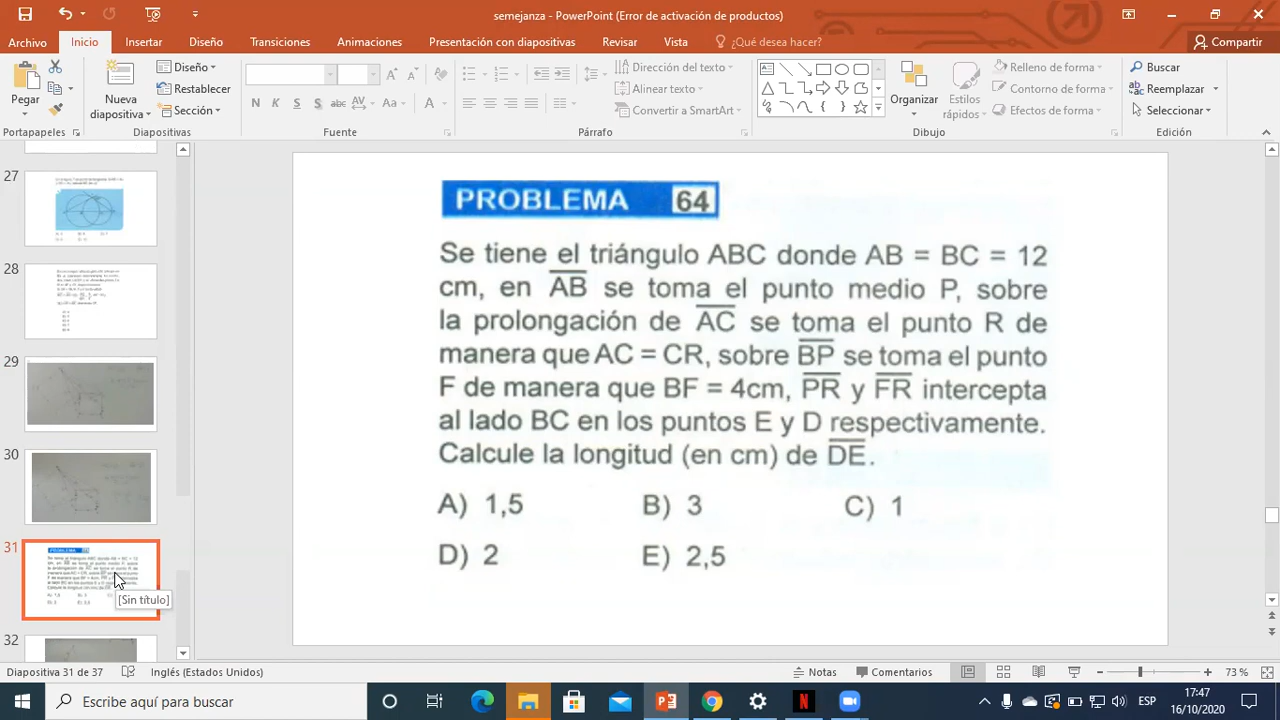 semejanza - PowerPoint (Error de activación de productos)
Archivo Inicio Insertar Diseño Transiciones Animaciones Presentación con diapositivas Revisar Vista ¿Qué desea hacer? Compartir
Pegar
Portapapeles
Nueva diapositiva
Diseño
Restablecer
Sección
Diapositivas
N K S S abc AV Aa A
Fuente
Dirección del texto
Alinear texto
Convertir a SmartArt
Párrafo
Organizar
Estilos rápidos
Relleno de forma
Contorno de forma
Efectos de forma
Dibujo
Buscar
Reemplazar
Seleccionar
Edición
27
28
29
30
31
[Sin título]
32
PROBLEMA 64
Se tiene el triángulo ABC donde AB = BC = 12
cm, en AB se toma el punto medio P, sobre
la prolongación de AC se toma el punto R de
manera que AC = CR, sobre BP se toma el punto
F de manera que BF = 4cm, PR y FR intercepta
al lado BC en los puntos E y D respectivamente.
Calcule la longitud (en cm) de DE.
A) 1,5 B) 3 C) 1
D) 2 E) 2,5
Diapositiva 31 de 37 Inglés (Estados Unidos) Notas Comentarios 73 %
Escribe aquí para buscar
ESP
17:47
16/10/2020